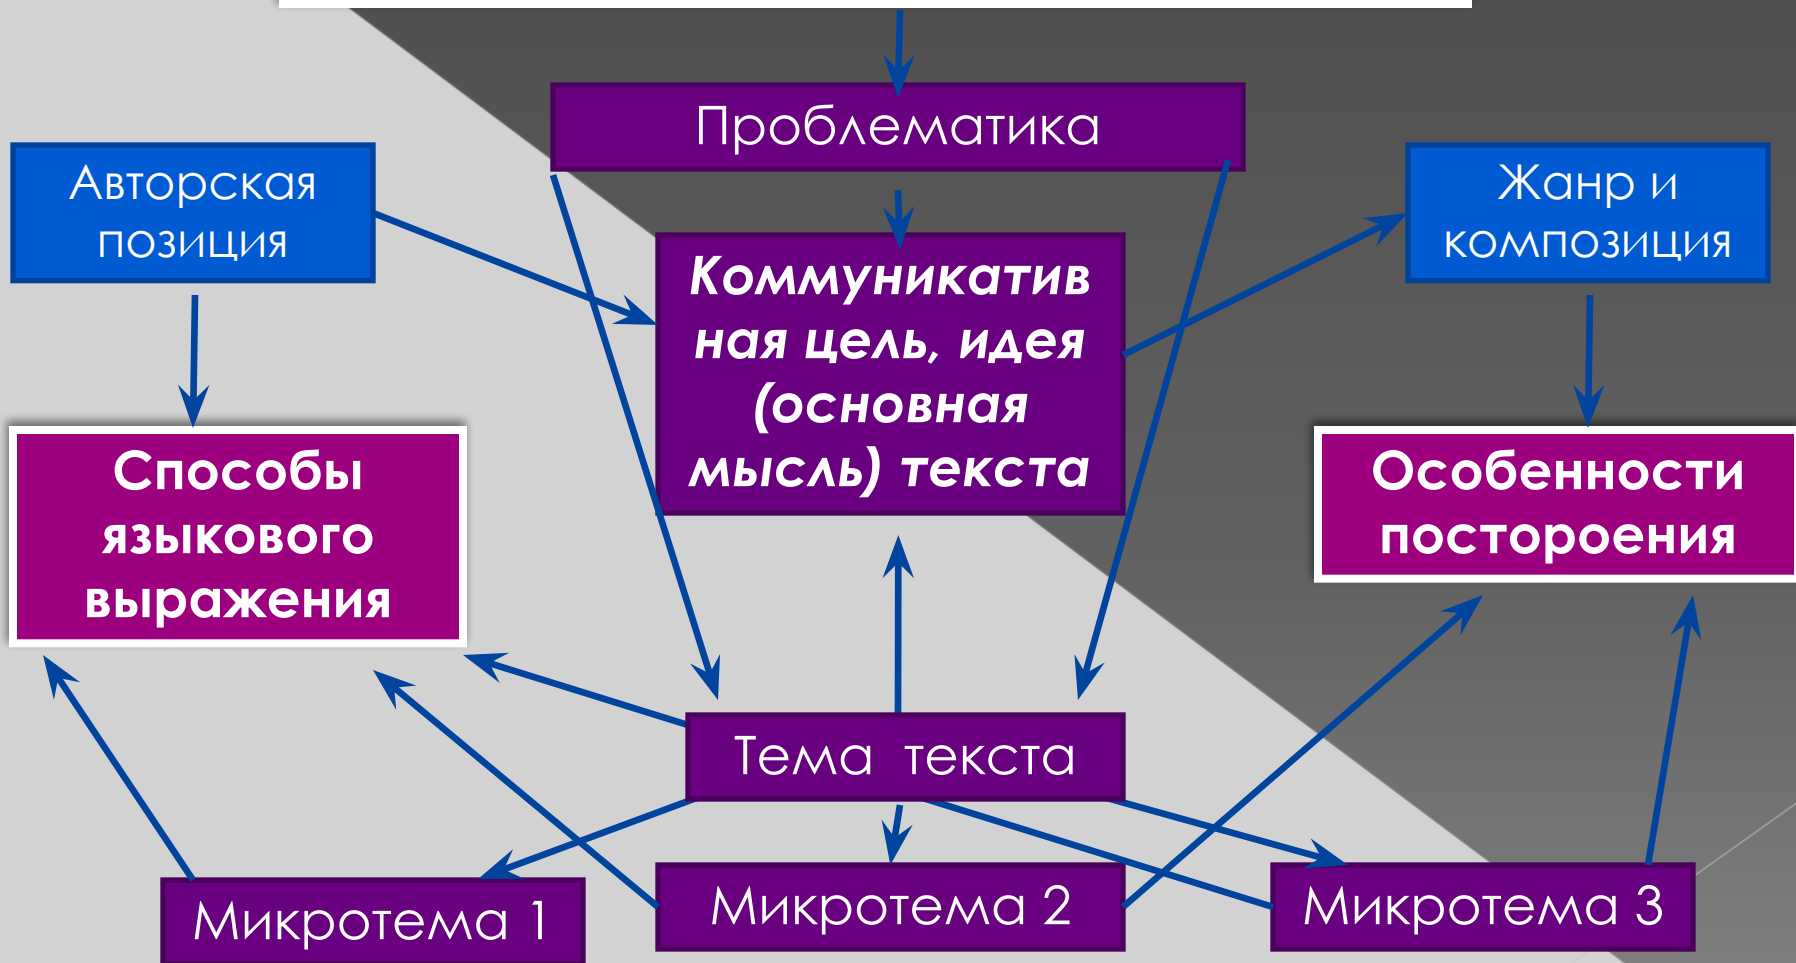 Проблематика
Авторская
позиция
Жанр и
композиция
Коммуникатив
ная цель, идея
(основная
мысль) текста
Способы
языкового
выражения
Особенности
постороения
Тема текста
Микротема 1
Микротема 2
Микротема 3